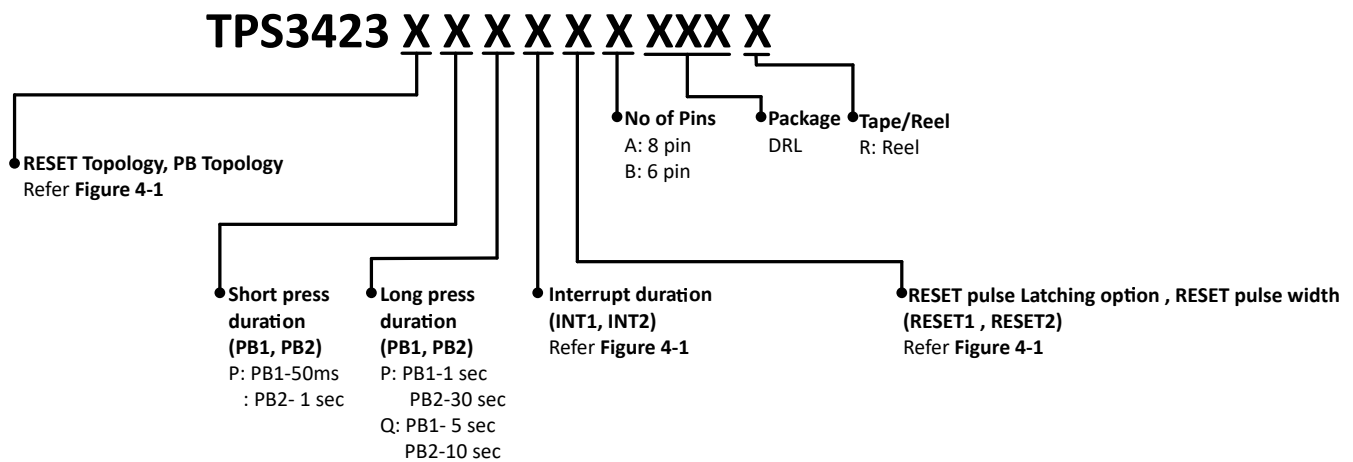 TPS3423 X X X X X X XXX X
No of Pins
A: 8 pin
B: 6 pin
Package
DRL
Tape/Reel
R: Reel
RESET Topology, PB Topology
Refer Figure 4-1
Short press
duration
(PB1, PB2)
P: PB1-50ms
: PB2- 1 sec
Long press
duration
(PB1, PB2)
P: PB1-1 sec
PB2-30 sec
Q: PB1- 5 sec
PB2-10 sec
Interrupt duration
(INT1, INT2)
Refer Figure 4-1
RESET pulse Latching option , RESET pulse width
(RESET1 , RESET2)
Refer Figure 4-1